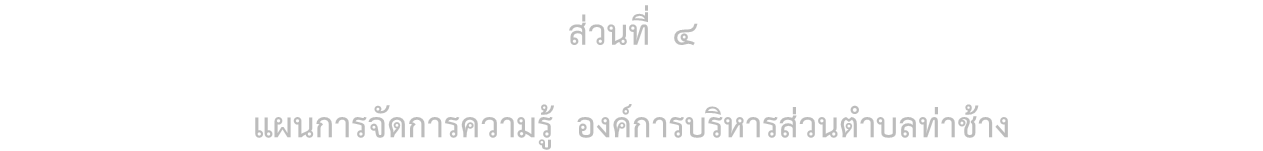 ส่วนที่ ๔
แผนการจัดการความรู้ องค์การบริหารส่วนตำบลท่าช้าง